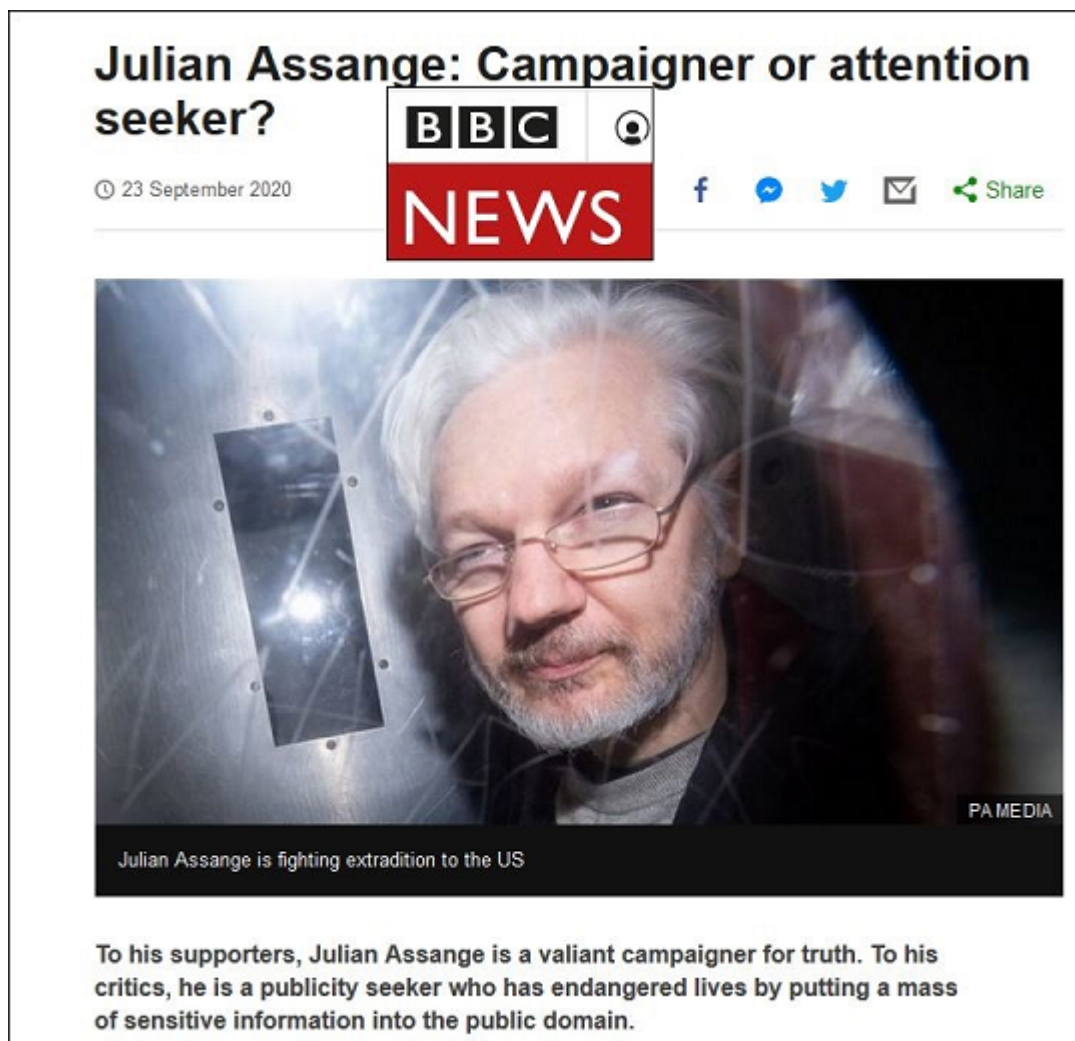 Julian Assange: Campaigner or attention
seeker?
BBC
NEWS
23 September 2020
Share
PA MEDIA
Julian Assange is fighting extradition to the US
To his supporters, Julian Assange is a valiant campaigner for truth. To his
critics, he is a publicity seeker who has endangered lives by putting a mass
of sensitive information into the public domain.